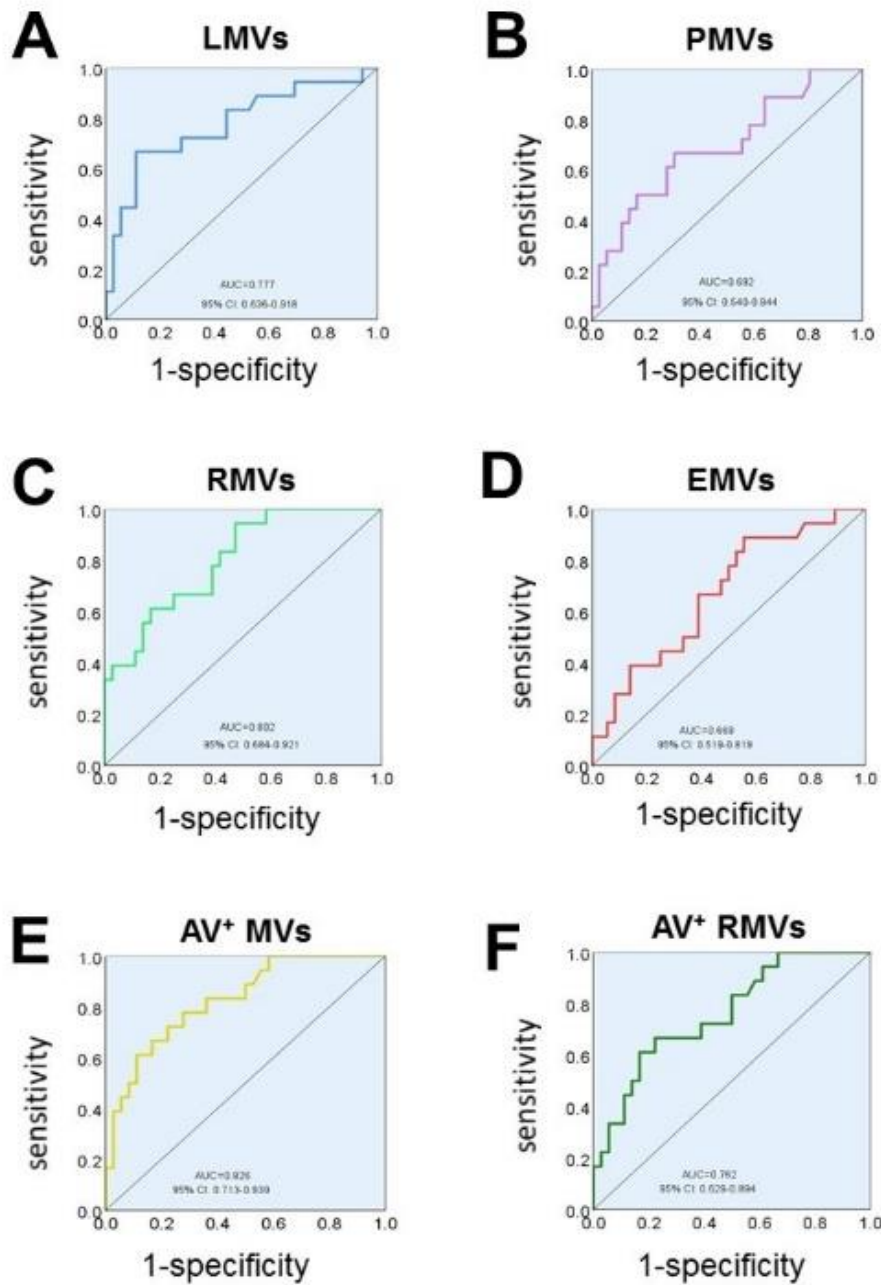 A LMVs
1.0
0.8
0.6
0.4
0.2
0.0
sensitivity
AUC=0.777
95% CI: 0.636-0.918
0.0 0.2 0.4 0.6 0.8 1.0
1-specificity
B PMVs
1.0
0.8
0.6
0.4
0.2
0.0
sensitivity
AUC=0.692
95% CI: 0.540-0.844
0.0 0.2 0.4 0.6 0.8 1.0
1-specificity
C RMVs
1.0
0.8
0.6
0.4
0.2
0.0
sensitivity
AUC=0.802
95% CI: 0.684-0.921
0.0 0.2 0.4 0.6 0.8 1.0
1-specificity
D EMVs
1.0
0.8
0.6
0.4
0.2
0.0
sensitivity
AUC=0.669
95% CI: 0.519-0.819
0.0 0.2 0.4 0.6 0.8 1.0
1-specificity
E AV⁺ MVs
1.0
0.8
0.6
0.4
0.2
0.0
sensitivity
AUC=0.826
95% CI: 0.713-0.939
0.0 0.2 0.4 0.6 0.8 1.0
1-specificity
F AV⁺ RMVs
1.0
0.8
0.6
0.4
0.2
0.0
sensitivity
AUC=0.762
95% CI: 0.629-0.894
0.0 0.2 0.4 0.6 0.8 1.0
1-specificity